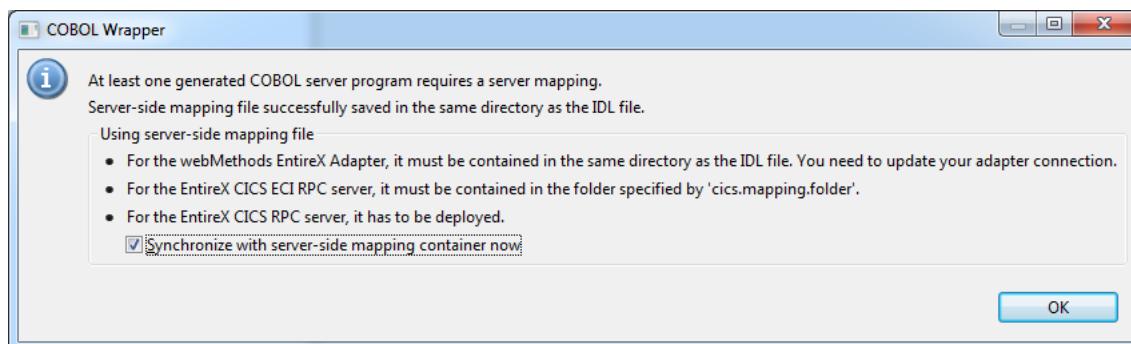 COBOL Wrapper
At least one generated COBOL server program requires a server mapping.
Server-side mapping file successfully saved in the same directory as the IDL file.
Using server-side mapping file
• For the webMethods EntireX Adapter, it must be contained in the same directory as the IDL file. You need to update your adapter connection.
• For the EntireX CICS ECI RPC server, it must be contained in the folder specified by 'cics.mapping.folder'.
• For the EntireX CICS RPC server, it has to be deployed.
Synchronize with server-side mapping container now
OK